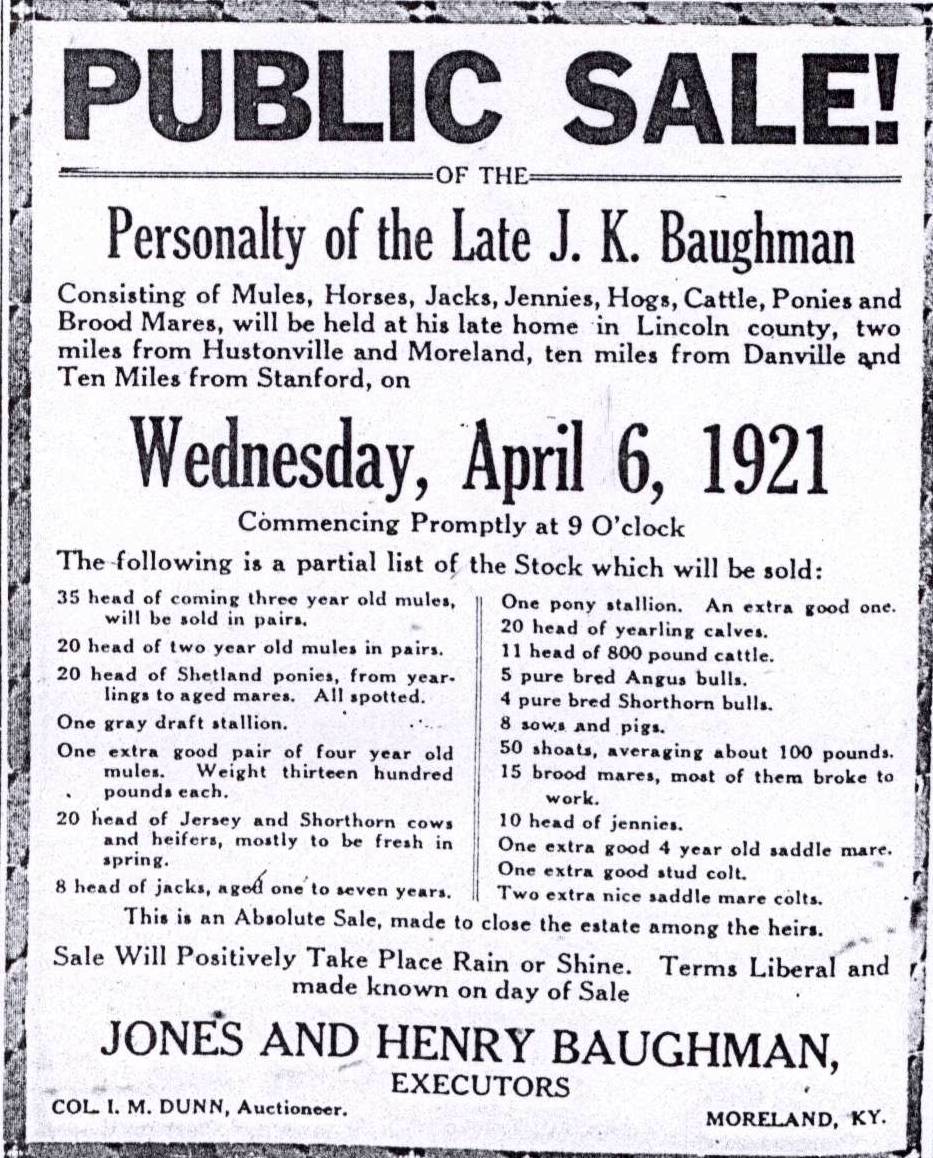 PUBLIC SALE!
OF THE
Personalty of the Late J. K. Baughman
Consisting of Mules, Horses, Jacks, Jennies, Hogs, Cattle, Ponies and
Brood Mares, will be held at his late home in Lincoln county, two
miles from Hustonville and Moreland, ten miles from Danville and
Ten Miles from Stanford, on
Wednesday, April 6, 1921
Commencing Promptly at 9 O'clock
The following is a partial list of the Stock which will be sold:
35 head of coming three year old mules,
will be sold in pairs.
20 head of two year old mules in pairs.
20 head of Shetland ponies, from year-
lings to aged mares. All spotted.
One gray draft stallion.
One extra good pair of four year old
mules. Weight thirteen hundred
pounds each.
20 head of Jersey and Shorthorn cows
and heifers, mostly to be fresh in
spring.
8 head of jacks, aged one to seven years.
One pony stallion. An extra good one.
20 head of yearling calves.
11 head of 800 pound cattle.
5 pure bred Angus bulls.
4 pure bred Shorthorn bulls.
8 sows and pigs.
50 shoats, averaging about 100 pounds.
15 brood mares, most of them broke to
work.
10 head of jennies.
One extra good 4 year old saddle mare.
One extra good stud colt.
Two extra nice saddle mare colts.
This is an Absolute Sale, made to close the estate among the heirs.
Sale Will Positively Take Place Rain or Shine. Terms Liberal and
made known on day of Sale
JONES AND HENRY BAUGHMAN,
EXECUTORS
COL. I. M. DUNN, Auctioneer.
MORELAND, KY.